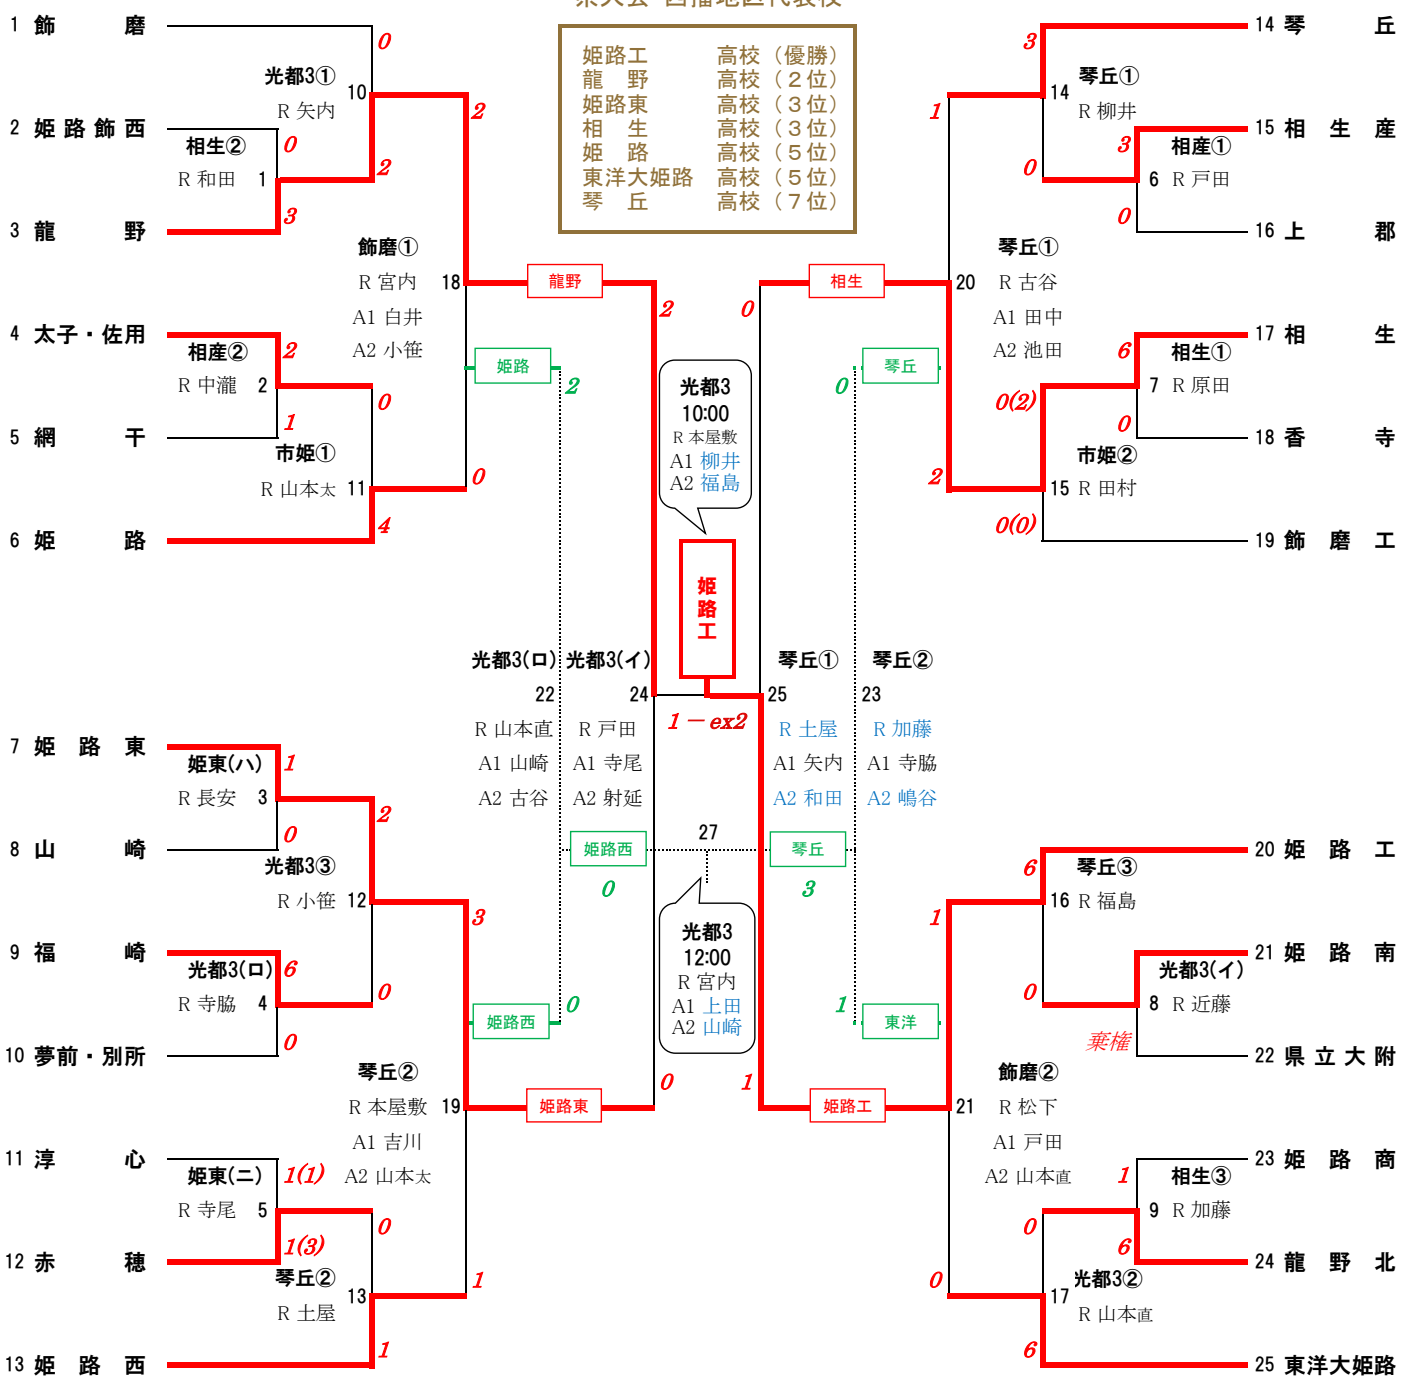 県大会 西播地区代表校
姫路工 高校（優勝）
龍 野 高校（２位）
姫路東 高校（３位）
相 生 高校（３位）
姫 路 高校（５位）
東洋大姫路 高校（５位）
琴 丘 高校（７位）
1 飾 磨
0
光都3①
10
R 矢内
2
2 姫路飾西
0
相生②
R 和田 1
2
3
3 龍 野
飾磨①
R 宮内 18
A1 白井
A2 小笹
龍野
2
4 太子・佐用
2
相産②
R 中瀧 2
0
1
5 網 干
市姫①
R 山本太 11
0
4
6 姫 路
姫路
2
光都3
10:00
R 本屋敷
A1 柳井
A2 福島
姫路工
光都3(ロ)
22
R 山本直
A1 山崎
A2 古谷
光都3(イ)
24
R 戸田
A1 寺尾
A2 射延
1－ex2
7 姫 路 東
1
姫東(ハ)
R 長安 3
2
0
8 山 崎
光都3③
R 小笹 12
3
9 福 崎
6
光都3(ロ)
R 寺脇 4
0
0
10 夢前・別所
姫路西
0
姫路西
0
27
琴丘
3
光都3
12:00
R 宮内
A1 上田
A2 山崎
琴丘②
R 本屋敷 19
A1 吉川
A2 山本太
姫路東
0
11 淳 心
1(1)
姫東(ニ)
R 寺尾 5
0
1(3)
12 赤 穂
琴丘②
13
R 土屋
1
1
13 姫 路 西
14 琴 丘
3
琴丘①
14
R 柳井
1
15 相 生 産
3
相産①
6 R 戸田
0
0
16 上 郡
琴丘①
20 R 古谷
A1 田中
A2 池田
相生
0
17 相 生
6
相生①
7 R 原田
0(2)
0
18 香 寺
市姫②
15 R 田村
2
0(0)
19 飾 磨 工
琴丘
0
琴丘①
25
R 土屋
A1 矢内
A2 和田
琴丘②
23
R 加藤
A1 寺脇
A2 嶋谷
20 姫 路 工
6
琴丘③
16 R 福島
1
21 姫 路 南
光都3(イ)
8 R 近藤
0
棄権
22 県立大附
東洋
1
飾磨②
21 R 松下
A1 戸田
A2 山本直
姫路工
1
23 姫 路 商
1
相生③
9 R 加藤
0
6
24 龍 野 北
光都3②
17
R 山本直
0
6
25 東洋大姫路